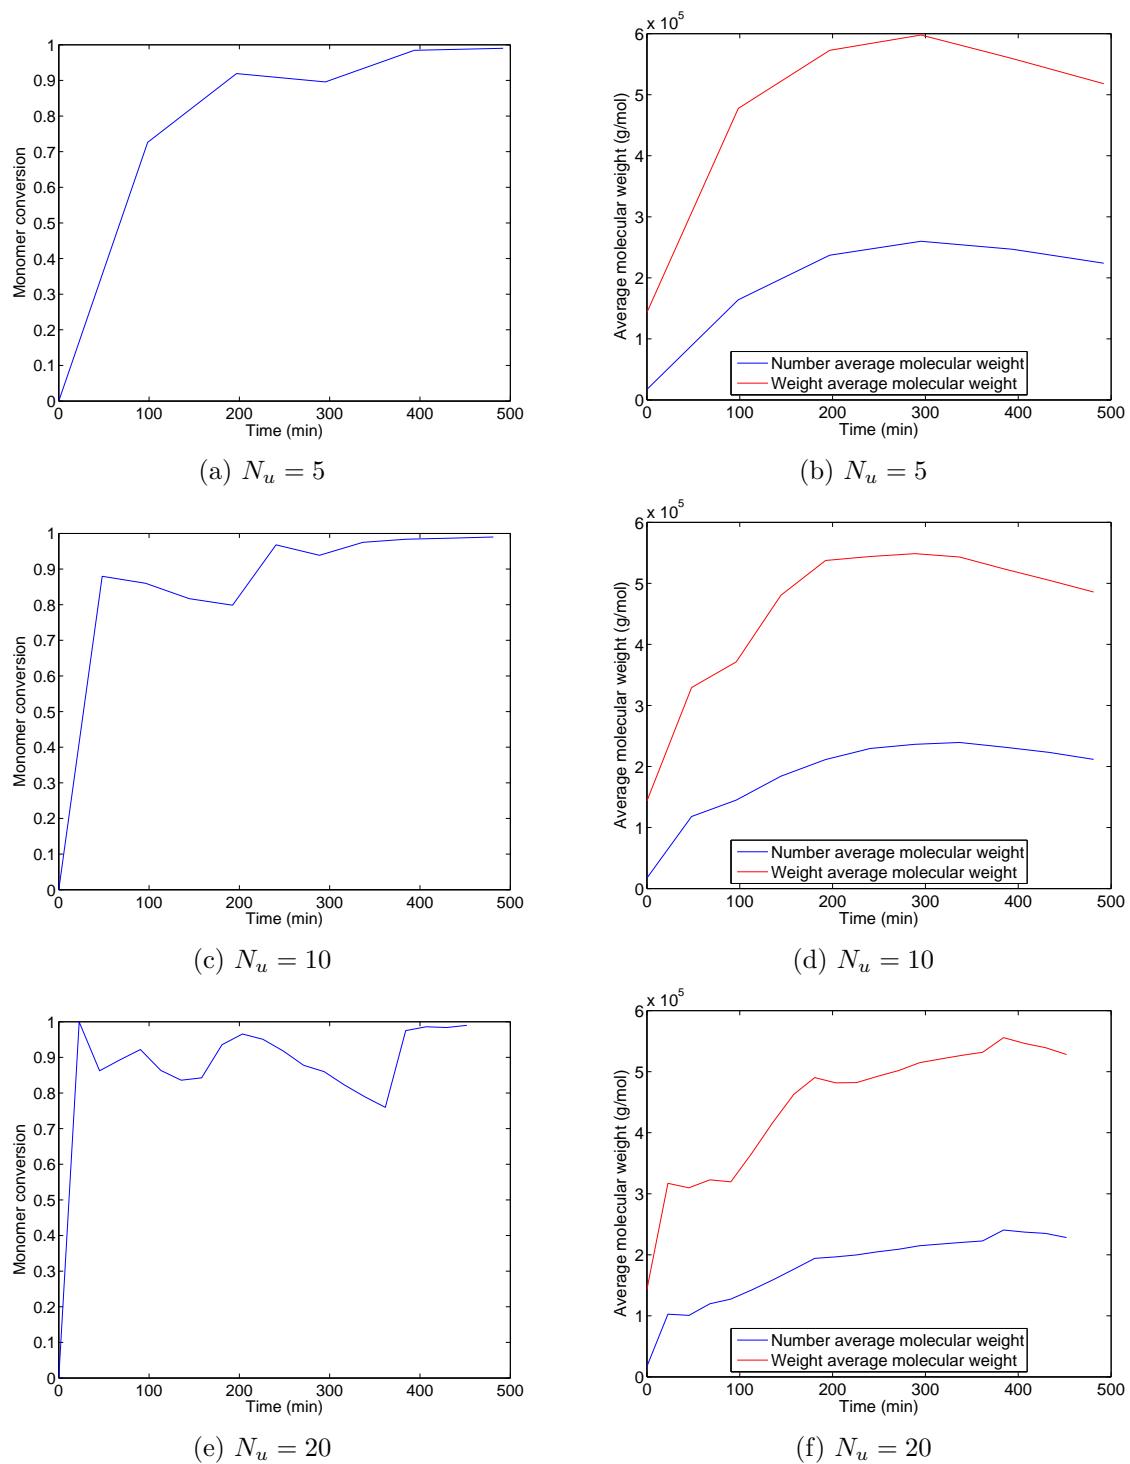 1
0.9
0.8
0.7
0.6
0.5
0.4
0.3
0.2
0.1
0
0 100 200 300 400 500
Monomer conversion
Time (min)
(a) N_u = 5
x 10^5
6
5
4
3
2
1
0
0 100 200 300 400 500
Average molecular weight (g/mol)
Number average molecular weight
Weight average molecular weight
Time (min)
(b) N_u = 5
1
0.9
0.8
0.7
0.6
0.5
0.4
0.3
0.2
0.1
0
0 100 200 300 400 500
Monomer conversion
Time (min)
(c) N_u = 10
x 10^5
6
5
4
3
2
1
0
0 100 200 300 400 500
Average molecular weight (g/mol)
Number average molecular weight
Weight average molecular weight
Time (min)
(d) N_u = 10
1
0.9
0.8
0.7
0.6
0.5
0.4
0.3
0.2
0.1
0
0 100 200 300 400 500
Monomer conversion
Time (min)
(e) N_u = 20
x 10^5
6
5
4
3
2
1
0
0 100 200 300 400 500
Average molecular weight (g/mol)
Number average molecular weight
Weight average molecular weight
Time (min)
(f) N_u = 20